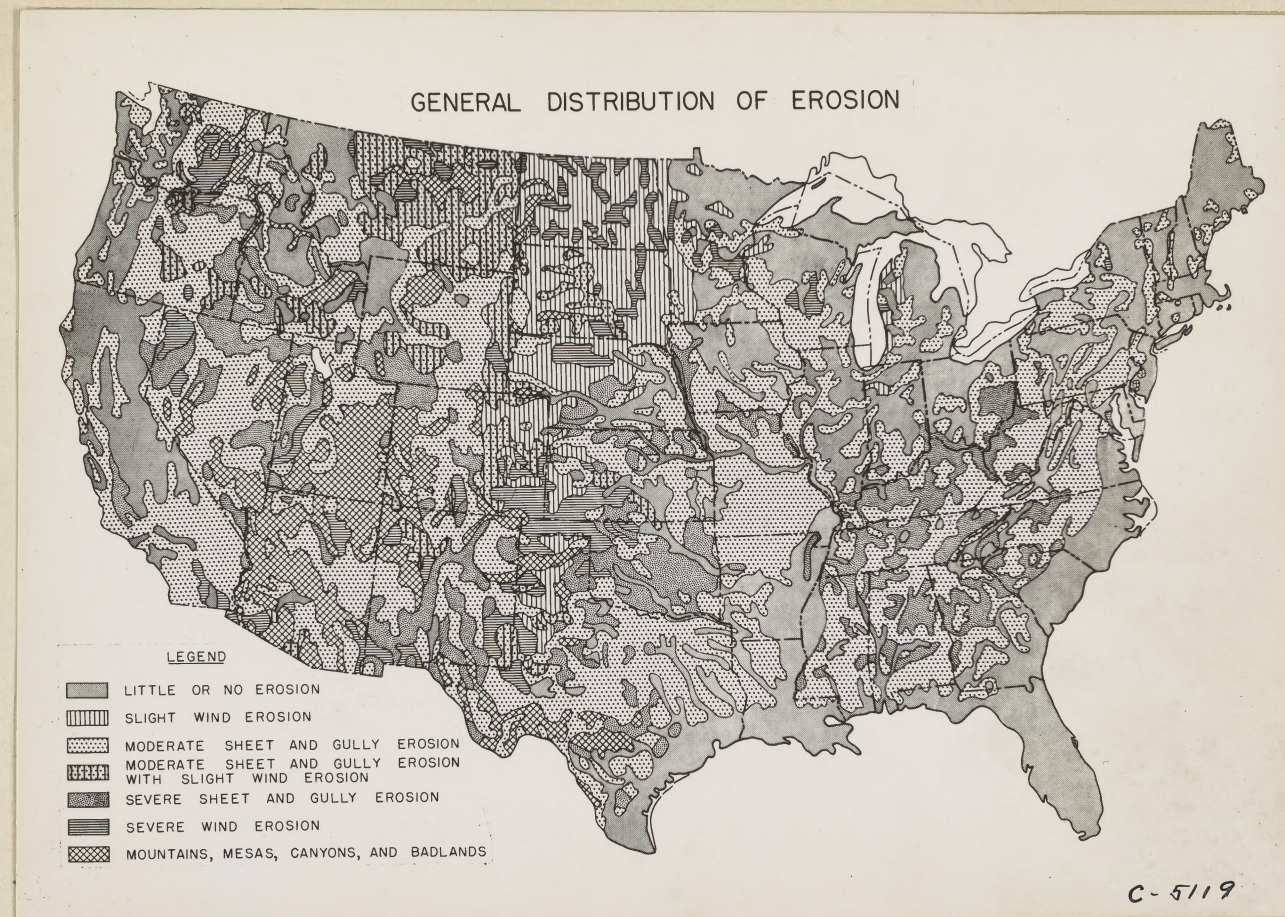 GENERAL DISTRIBUTION OF EROSION
LEGEND
LITTLE OR NO EROSION
SLIGHT WIND EROSION
MODERATE SHEET AND GULLY EROSION
MODERATE SHEET AND GULLY EROSION
WITH SLIGHT WIND EROSION
SEVERE SHEET AND GULLY EROSION
SEVERE WIND EROSION
MOUNTAINS, MESAS, CANYONS, AND BADLANDS
C-5119